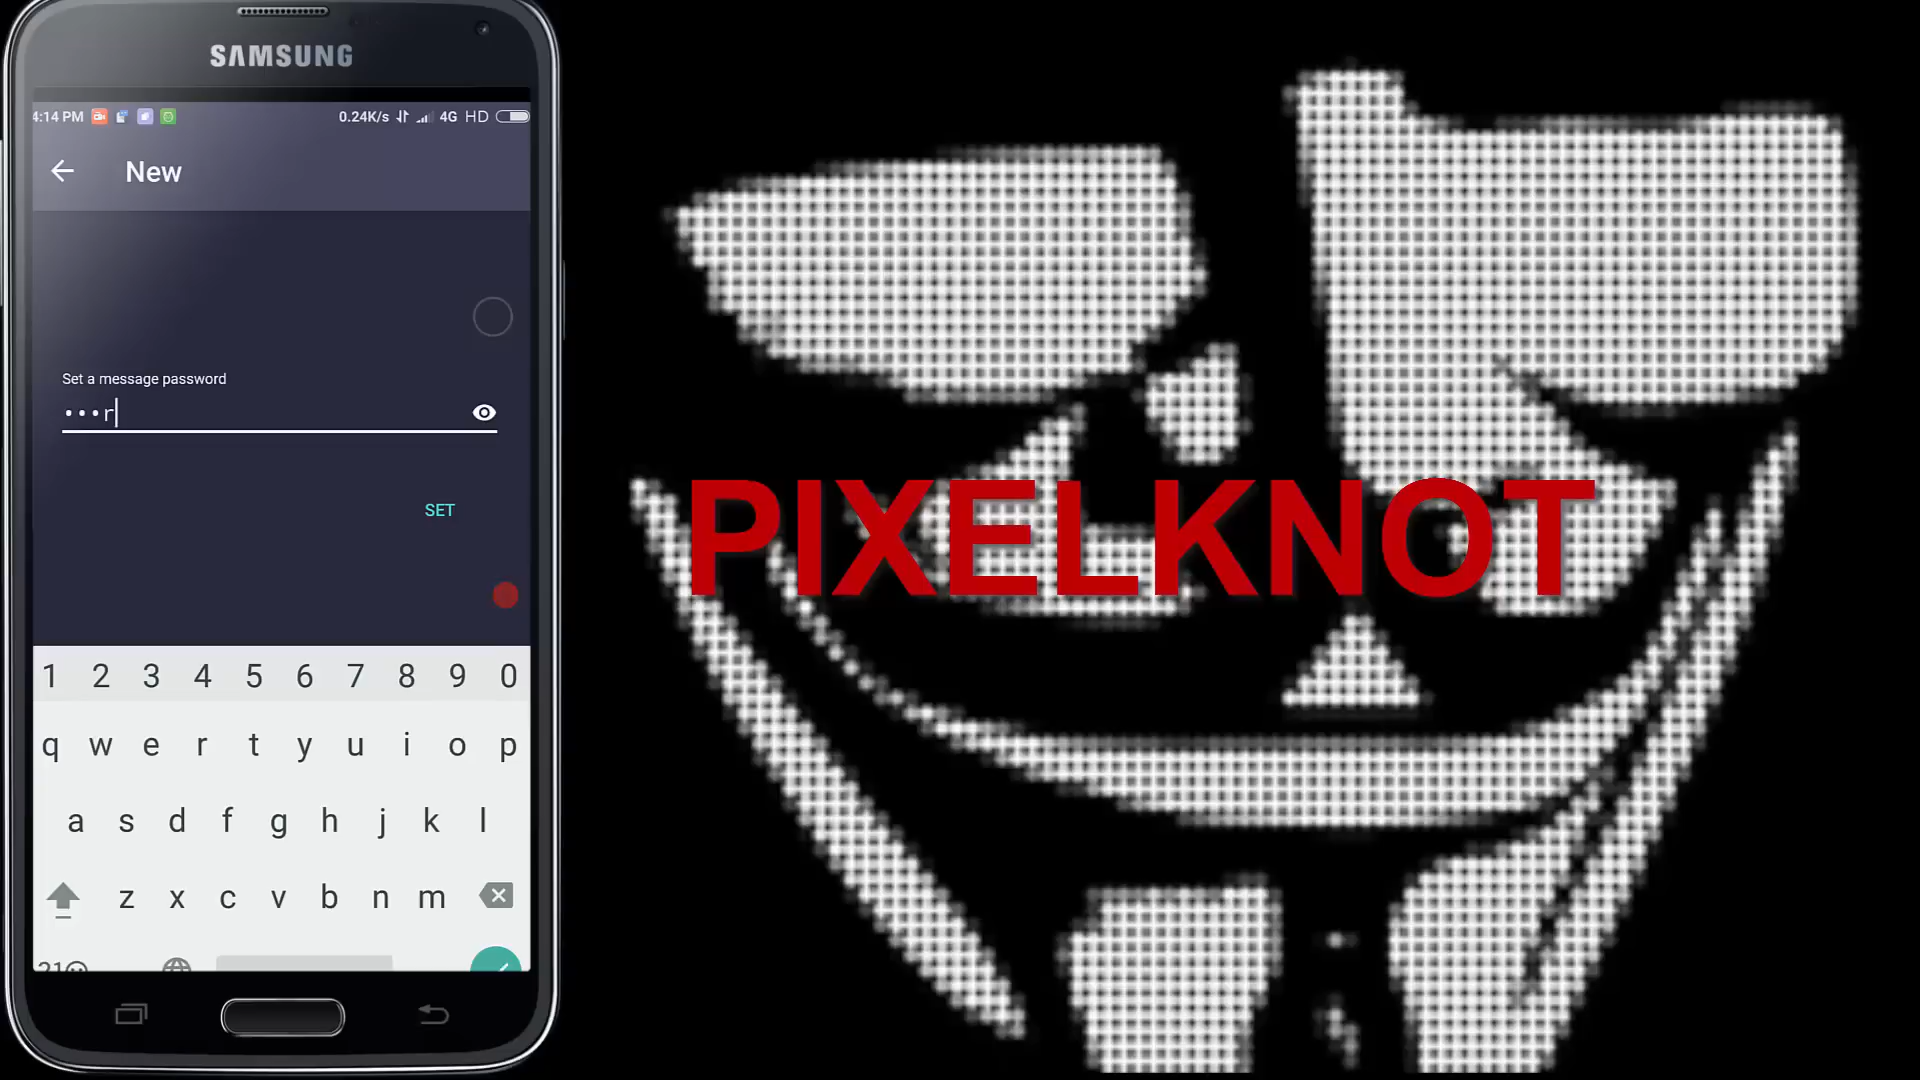 SAMSUNG
4:14 PM 0.24K/s 4G HD
New
Set a message password
•••r
SET
1 2 3 4 5 6 7 8 9 0
q w e r t y u i o p
a s d f g h j k l
z x c v b n m
PIXELKNOT